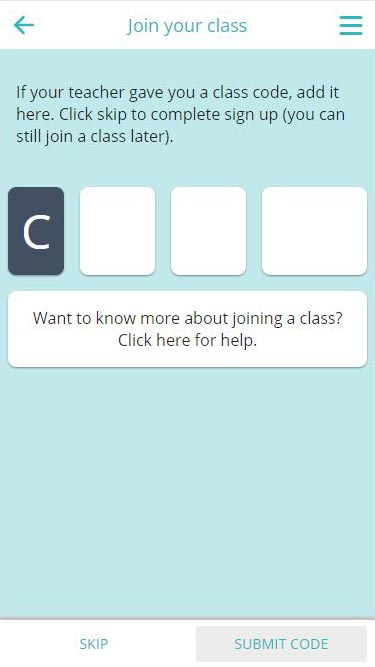 Join your class
If your teacher gave you a class code, add it
here. Click skip to complete sign up (you can
still join a class later).
C
Want to know more about joining a class?
Click here for help.
SKIP
SUBMIT CODE